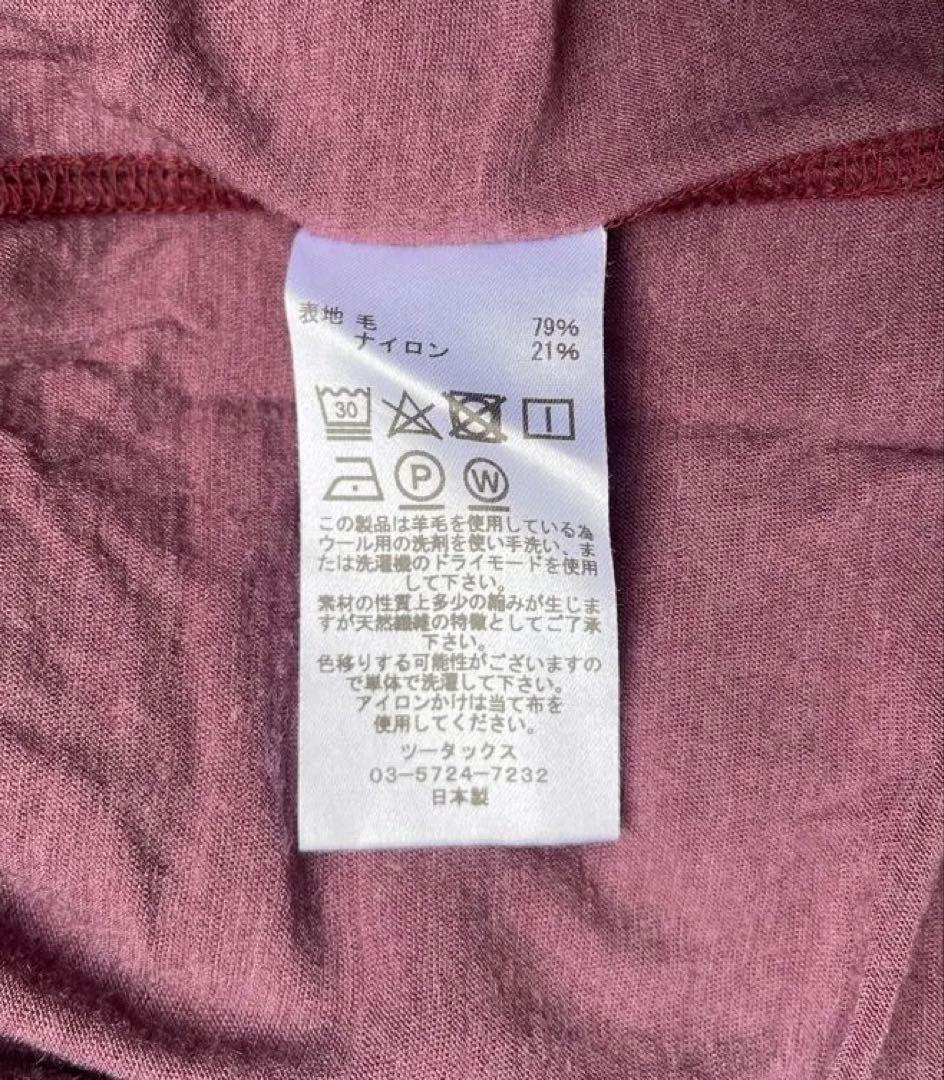 表地 毛 79%
ナイロン 21%
30
P W
この製品は羊毛を使用している為
ウール用の洗剤を使い手洗い、ま
たは洗濯機のドライモードを使用
して下さい。
素材の性質上多少の縮みが生じま
すが天然繊維の特徴としてご了承
下さい。
色移りする可能性がございますの
で単体で洗濯して下さい。
アイロンかけは当て布を
使用してください。
ツータックス
03-5724-7232
日本製